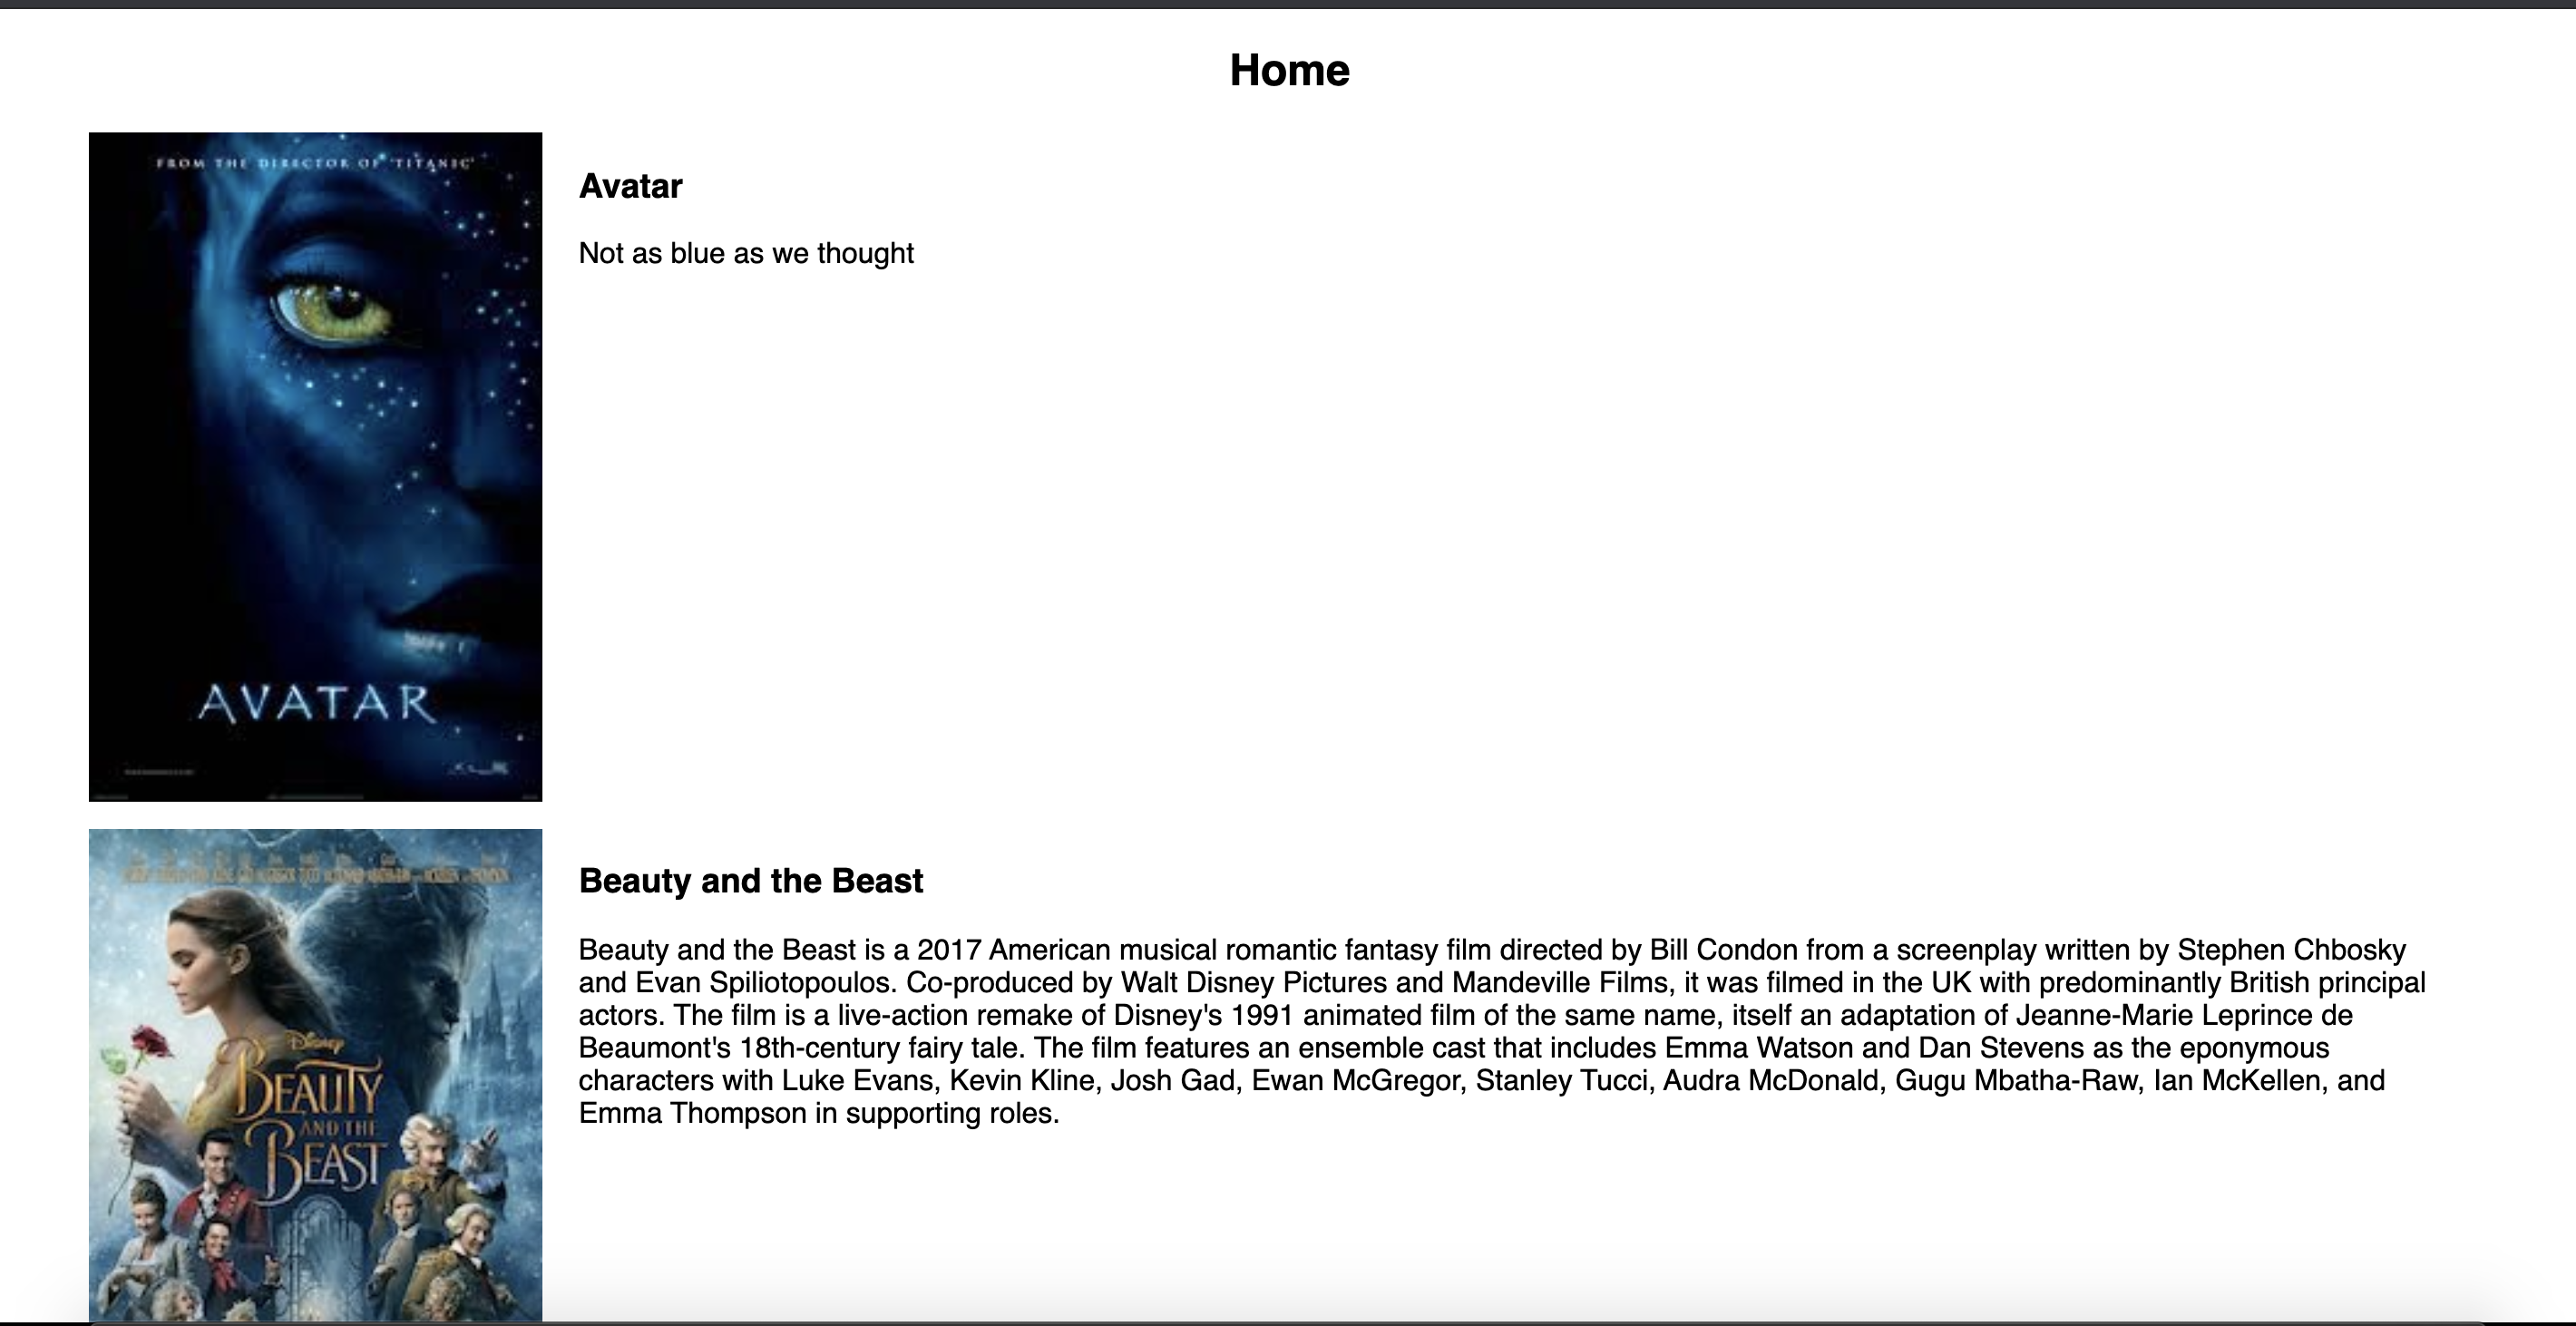 Home
FROM THE DIRECTOR OF 'TITANIC'
Avatar
Not as blue as we thought
AVATAR
Beauty and the Beast
Beauty and the Beast is a 2017 American musical romantic fantasy film directed by Bill Condon from a screenplay written by Stephen Chbosky
and Evan Spiliotopoulos. Co-produced by Walt Disney Pictures and Mandeville Films, it was filmed in the UK with predominantly British principal
actors. The film is a live-action remake of Disney's 1991 animated film of the same name, itself an adaptation of Jeanne-Marie Leprince de
Beaumont's 18th-century fairy tale. The film features an ensemble cast that includes Emma Watson and Dan Stevens as the eponymous
characters with Luke Evans, Kevin Kline, Josh Gad, Ewan McGregor, Stanley Tucci, Audra McDonald, Gugu Mbatha-Raw, Ian McKellen, and
Emma Thompson in supporting roles.
Disney
BEAUTY
AND THE
BEAST